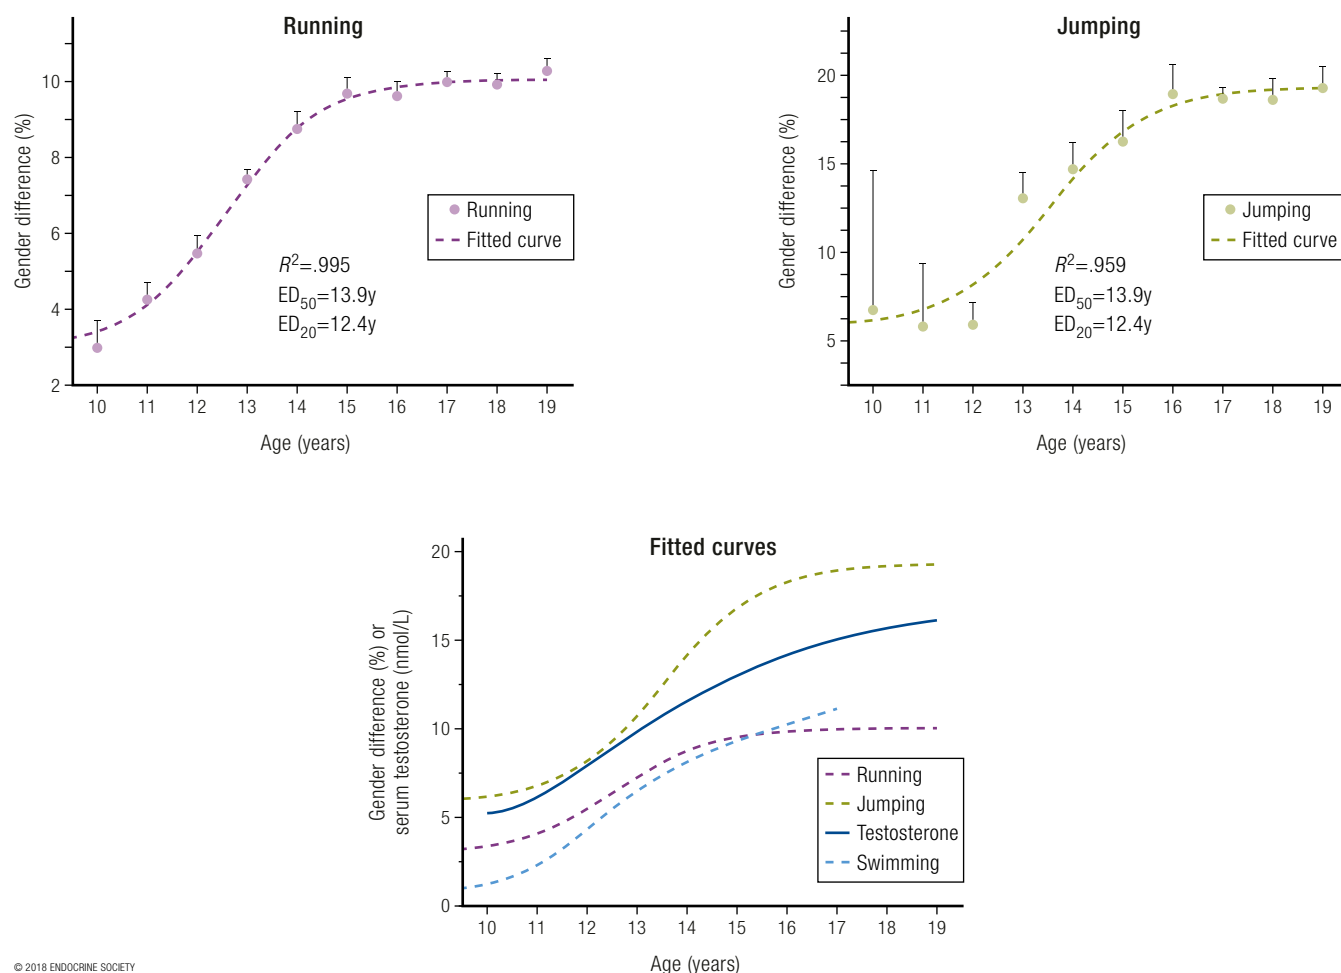 Running
Gender difference (%)
10
8
6
4
2
Running
Fitted curve
R²=.995
ED₅₀=13.9y
ED₂₀=12.4y
10 11 12 13 14 15 16 17 18 19
Age (years)
Jumping
Gender difference (%)
20
15
10
5
Jumping
Fitted curve
R²=.959
ED₅₀=13.9y
ED₂₀=12.4y
10 11 12 13 14 15 16 17 18 19
Age (years)
Fitted curves
Gender difference (%) or
serum testosterone (nmol/L)
20
15
10
5
0
Running
Jumping
Testosterone
Swimming
10 11 12 13 14 15 16 17 18 19
Age (years)
© 2018 ENDOCRINE SOCIETY